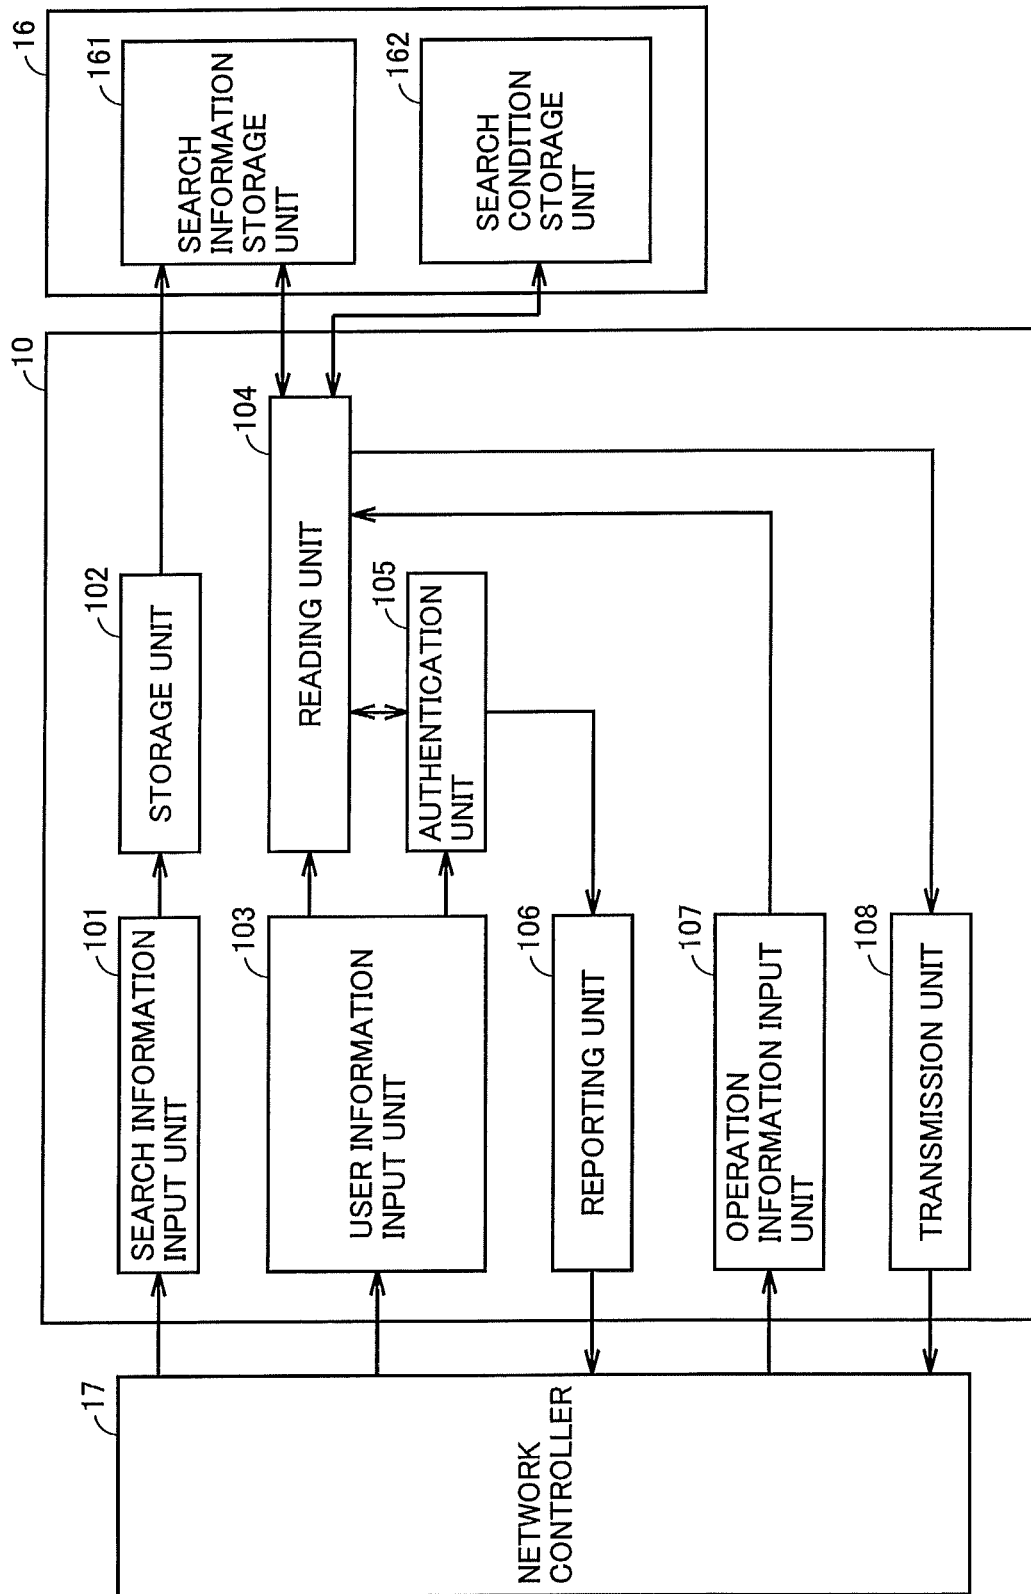 17
NETWORK
CONTROLLER
10
101
SEARCH INFORMATION
INPUT UNIT
102
STORAGE UNIT
103
USER INFORMATION
INPUT UNIT
104
READING UNIT
105
AUTHENTICATION
UNIT
106
REPORTING UNIT
107
OPERATION
INFORMATION INPUT
UNIT
108
TRANSMISSION UNIT
16
161
SEARCH
INFORMATION
STORAGE
UNIT
162
SEARCH
CONDITION
STORAGE
UNIT